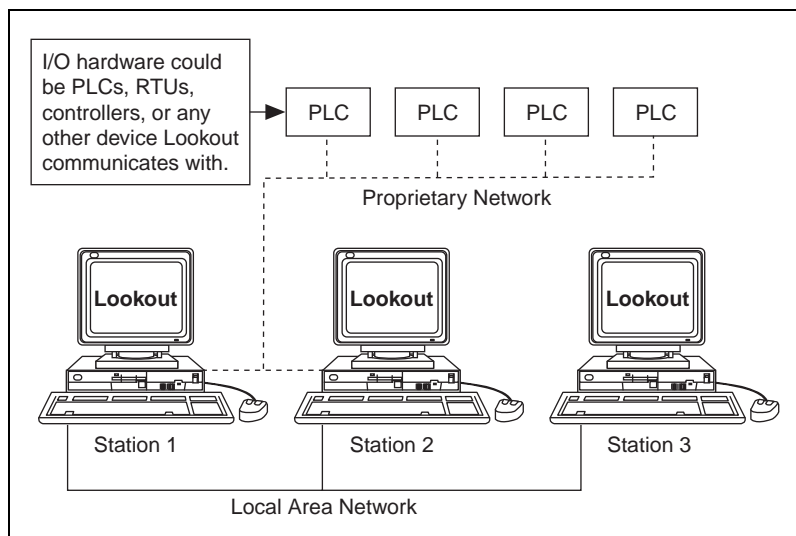 I/O hardware could
be PLCs, RTUs,
controllers, or any
other device Lookout
communicates with.
PLC PLC PLC PLC
Proprietary Network
Lookout Lookout Lookout
Station 1 Station 2 Station 3
Local Area Network